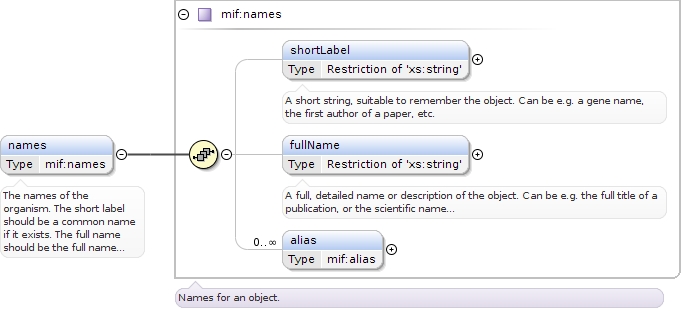 mif:names
shortLabel
Type Restriction of 'xs:string'
A short string, suitable to remember the object. Can be e.g. a gene name,
the first author of a paper, etc.
names
Type mif:names
The names of the
organism. The short label
should be a common name
if it exists. The full name
should be the full name...
fullName
Type Restriction of 'xs:string'
A full, detailed name or description of the object. Can be e.g. the full title of a
publication, or the scientific name...
0..∞
alias
Type mif:alias
Names for an object.